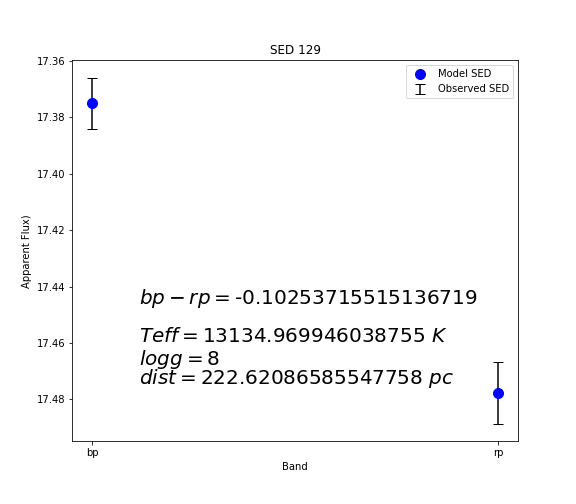 SED 129
17.36
17.38
17.40
17.42
17.44
17.46
17.48
Apparent Flux)
Model SED
Observed SED
bp − rp = -0.10253715515136719
Teff = 13134.969946038755 K
logg = 8
dist = 222.62086585547758 pc
bp
rp
Band